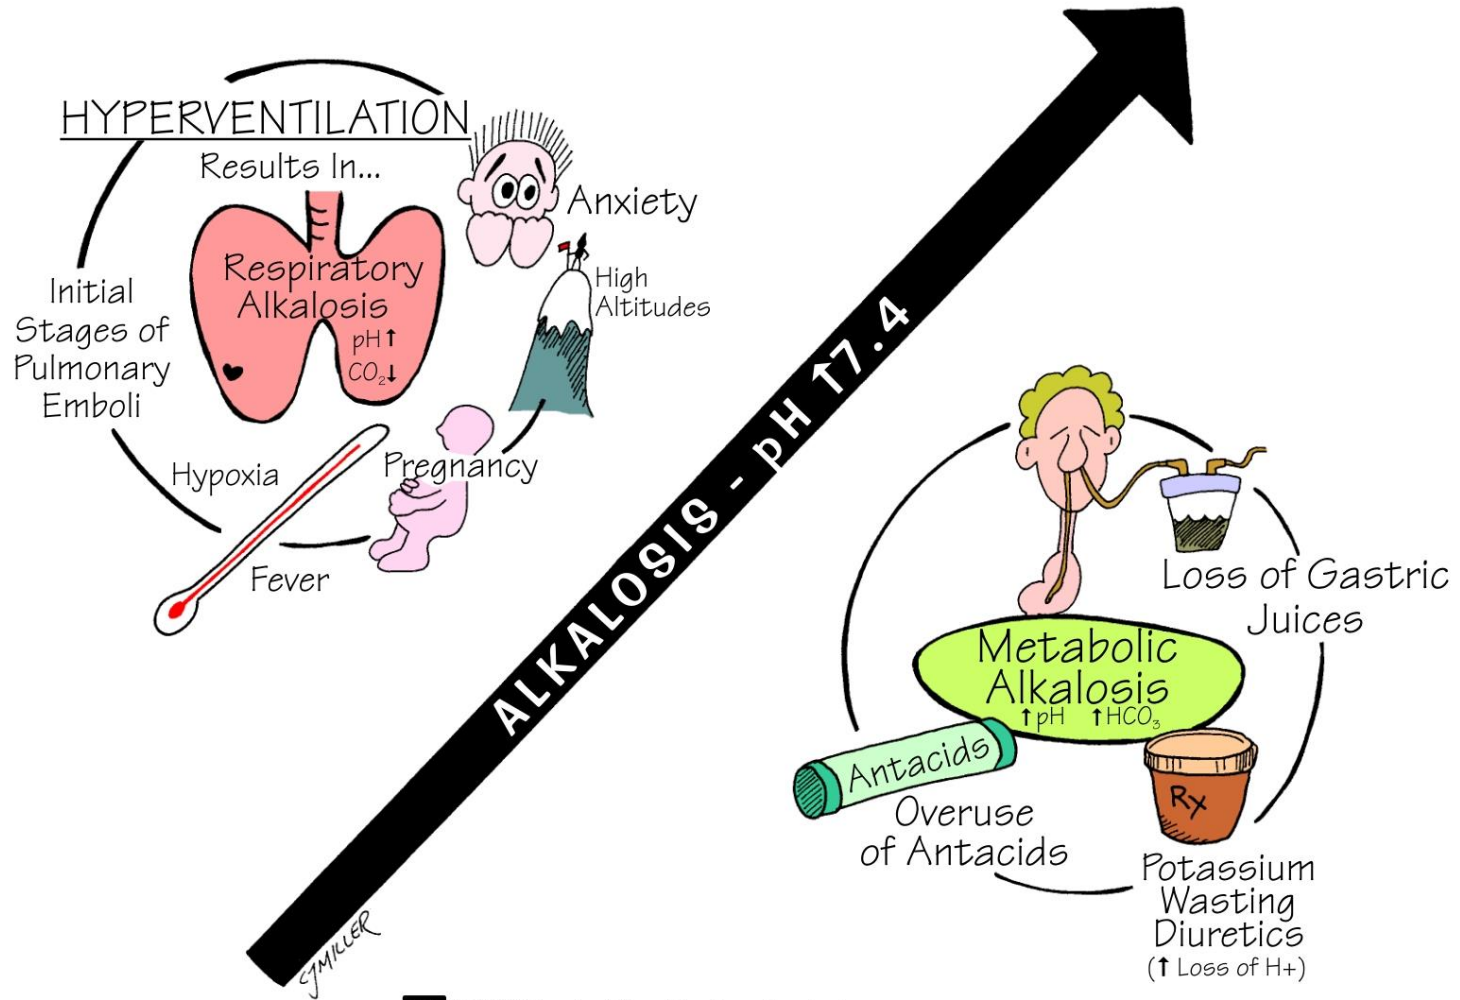 HYPERVENTILATION
Results In...
Respiratory
Alkalosis
pH ↑
CO₂↓
Anxiety
High
Altitudes
Pregnancy
Fever
Hypoxia
Initial
Stages of
Pulmonary
Emboli
ALKALOSIS - pH ↑7.4
Loss of Gastric
Juices
Metabolic
Alkalosis
↑pH ↑HCO₃
Antacids
Overuse
of Antacids
Rx
Potassium
Wasting
Diuretics
(↑ Loss of H+)
CJMILLER